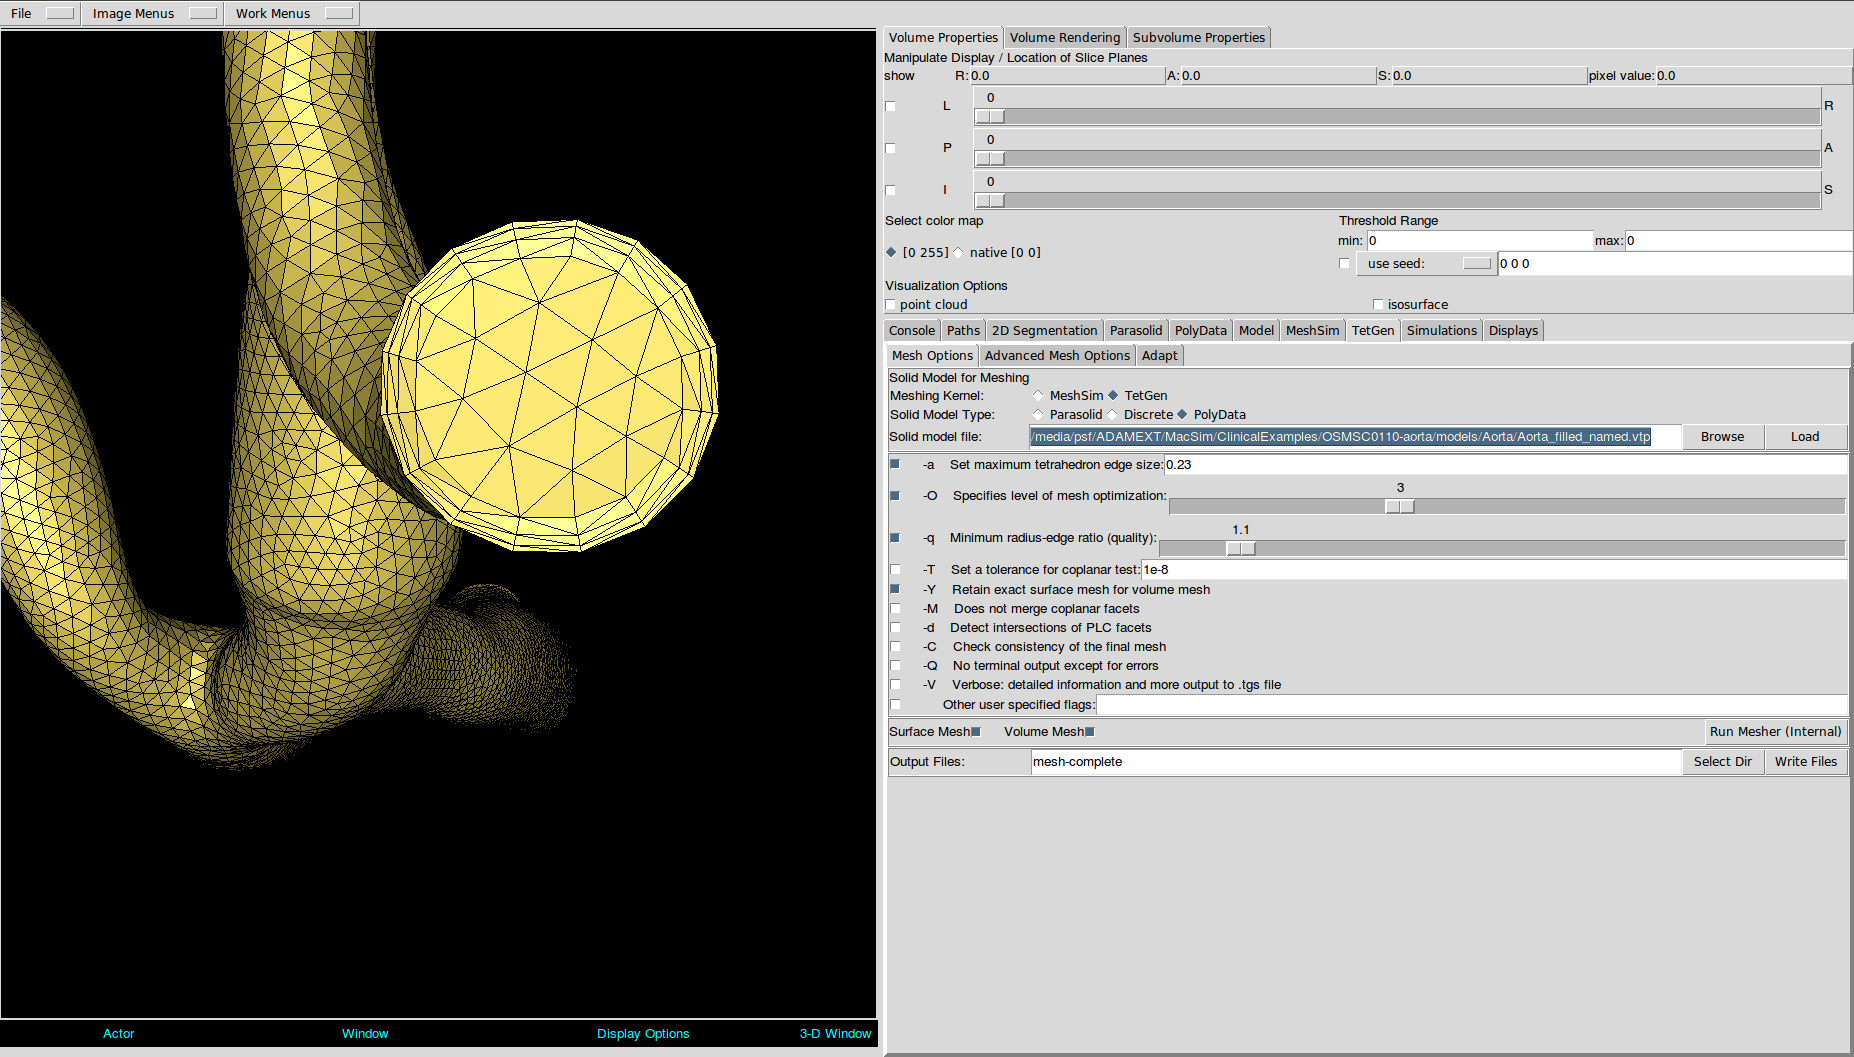 File Image Menus Work Menus
Volume Properties Volume Rendering Subvolume Properties
Manipulate Display / Location of Slice Planes
show R: 0.0 A: 0.0 S: 0.0 pixel value: 0.0
0
L R
0
P A
0
I S
Select color map Threshold Range
min: 0 max: 0
[0 255] native [0 0]
use seed: 0 0 0
Visualization Options
point cloud isosurface
Console Paths 2D Segmentation Parasolid PolyData Model MeshSim TetGen Simulations Displays
Mesh Options Advanced Mesh Options Adapt
Solid Model for Meshing
Meshing Kernel: MeshSim TetGen
Solid Model Type: Parasolid Discrete PolyData
Solid model file: /media/psf/ADAMEXT/MacSim/ClinicalExamples/OSMSC0110-aorta/models/Aorta/Aorta_filled_named.vtp Browse Load
-a Set maximum tetrahedron edge size: 0.23
3
-O Specifies level of mesh optimization:
1.1
-q Minimum radius-edge ratio (quality):
-T Set a tolerance for coplanar test: 1e-8
-Y Retain exact surface mesh for volume mesh
-M Does not merge coplanar facets
-d Detect intersections of PLC facets
-C Check consistency of the final mesh
-Q No terminal output except for errors
-V Verbose: detailed information and more output to .tgs file
Other user specified flags:
Surface Mesh Volume Mesh Run Mesher (Internal)
Output Files: mesh-complete Select Dir Write Files
Actor Window Display Options 3-D Window